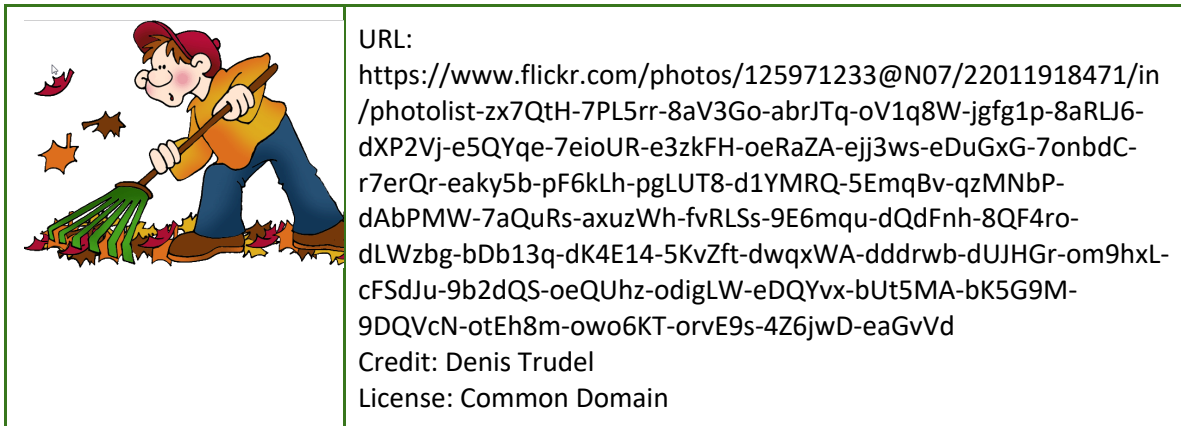 URL:
https://www.flickr.com/photos/125971233@N07/22011918471/in
/photolist-zx7QtH-7PL5rr-8aV3Go-abrJTq-oV1q8W-jgfg1p-8aRLJ6-
dXP2Vj-e5QYqe-7eioUR-e3zkFH-oeRaZA-ejj3ws-eDuGxG-7onbdC-
r7erQr-eaky5b-pF6kLh-pgLUT8-d1YMRQ-5EmqBv-qzMNbP-
dAbPMW-7aQuRs-axuzWh-fvRLSs-9E6mqu-dQdFnh-8QF4ro-
dLWzbg-bDb13q-dK4E14-5KvZft-dwqxWA-dddrwb-dUJHGr-om9hxL-
cFSdJu-9b2dQS-oeQUhz-odigLW-eDQYvx-bUt5MA-bK5G9M-
9DQVcN-otEh8m-owo6KT-orvE9s-4Z6jwD-eaGvVd
Credit: Denis Trudel
License: Common Domain